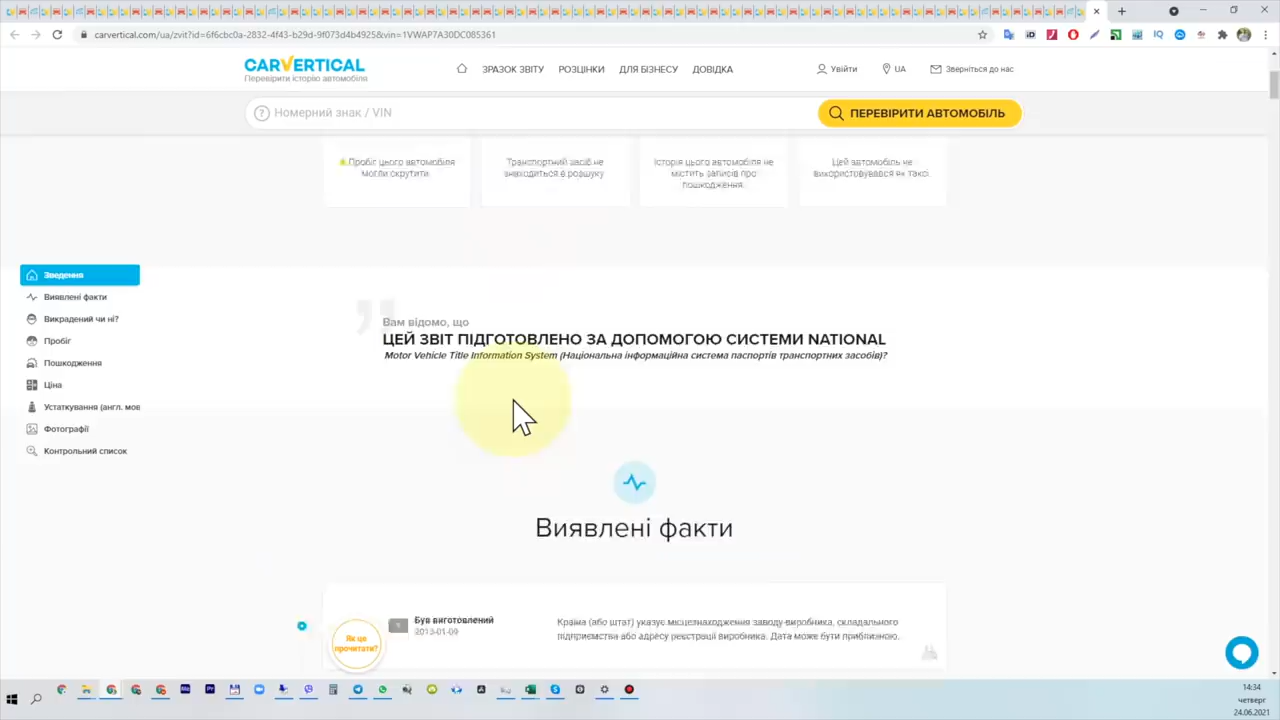 carvertical.com/ua/zvit?id=6f6cbc0a-2832-4f43-b29d-9f073d4b4925&vin=1VWAP7A30DC085361
CARVERTICAL
Перевірити історію автомобіля
ЗРАЗОК ЗВІТУ
РОЗЦІНКИ
ДЛЯ БІЗНЕСУ
ДОВІДКА
Увійти
UA
Зверніться до нас
Номерний знак / VIN
ПЕРЕВІРИТИ АВТОМОБІЛЬ
Пробіг цього автомобіля
могли скрутити.
Транспортний засіб не
знаходиться в розшуку
Історія цього автомобіля не
містить записів про
пошкодження.
Цей автомобіль не
використовувався як таксі.
Зведення
Виявлені факти
Викрадений чи ні?
Пробіг
Пошкодження
Ціна
Устаткування (англ. мов
Фотографії
Контрольний список
Вам відомо, що
ЦЕЙ ЗВІТ ПІДГОТОВЛЕНО ЗА ДОПОМОГОЮ СИСТЕМИ NATIONAL
Motor Vehicle Title Information System (Національна інформаційна система паспортів транспортних засобів)?
Виявлені факти
Був виготовлений
2013-01-09
Країна (або штат) указує місцезнаходження заводу-виробника, складального
підприємства або адресу реєстрації виробника. Дата може бути приблизною.
Як це
прочитати?
14:34
четвер
24.06.2021